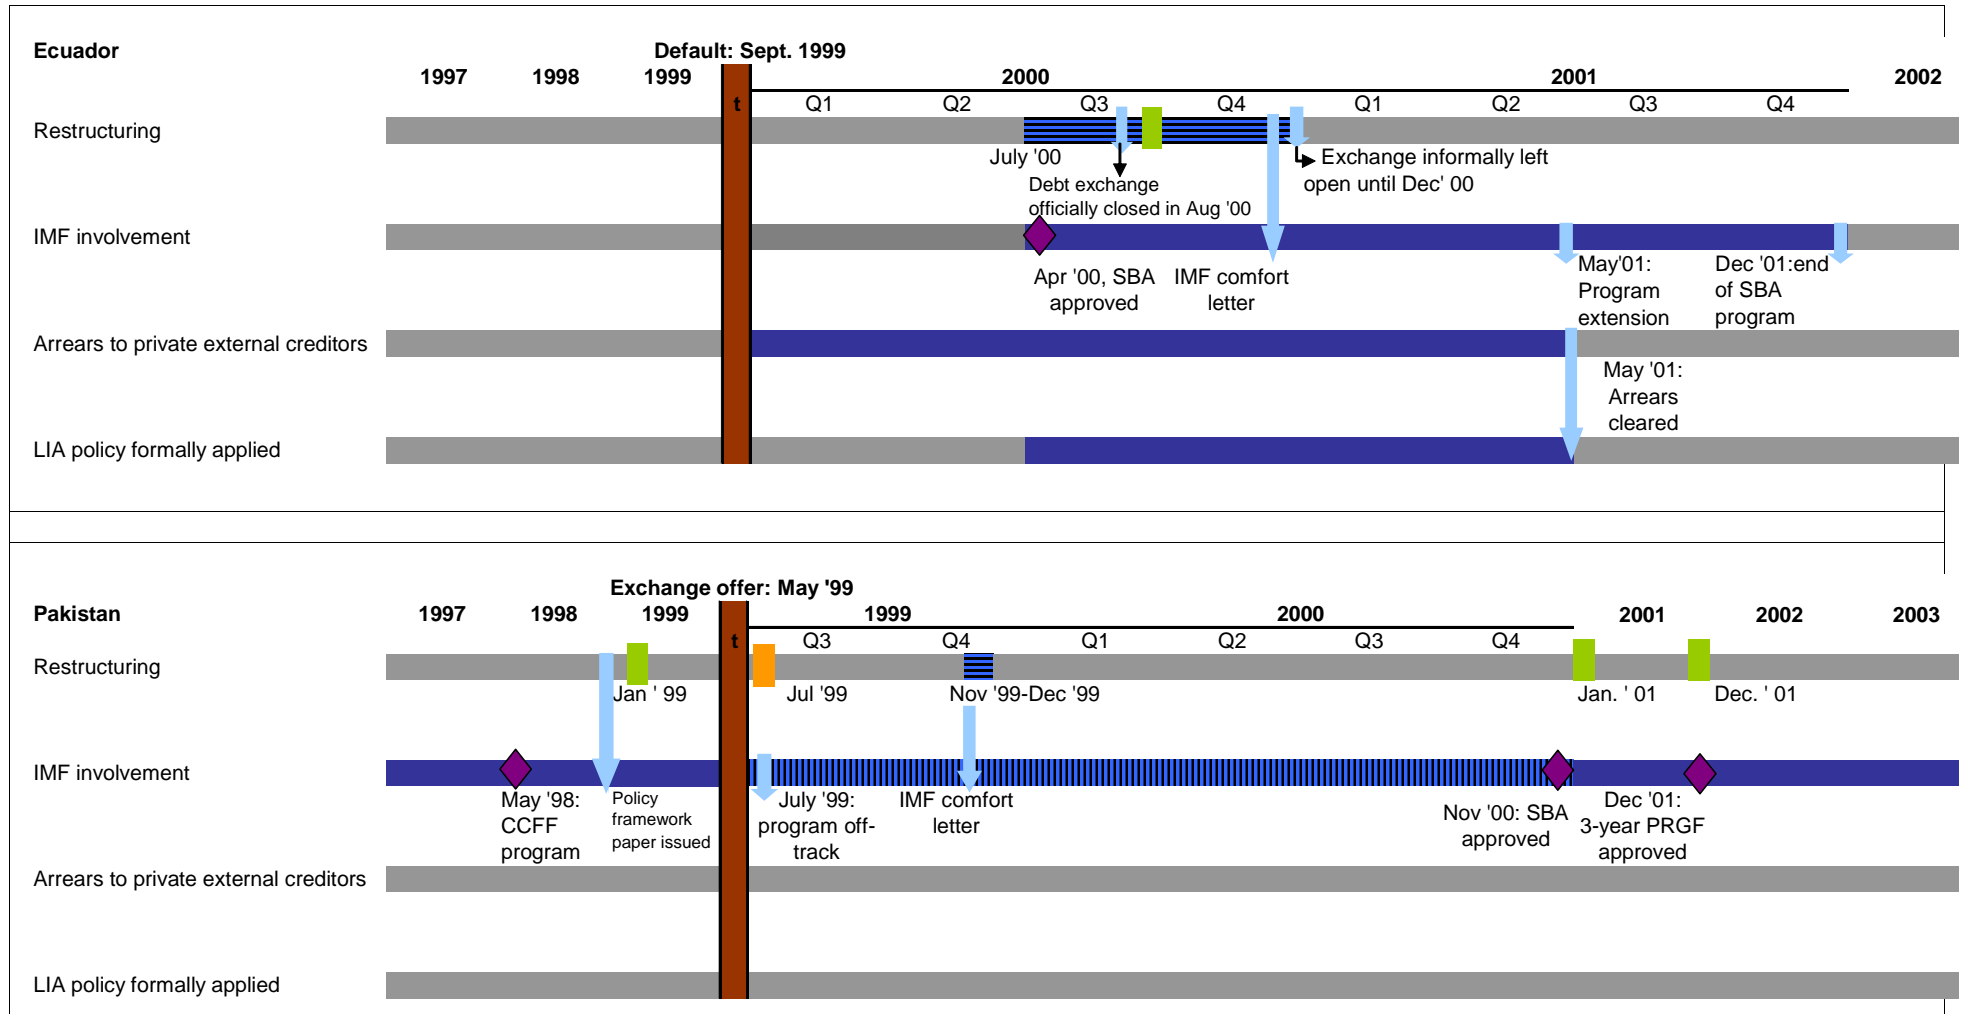 Ecuador
Default: Sept. 1999
1997 1998 1999 2000 2001 2002
t Q1 Q2 Q3 Q4 Q1 Q2 Q3 Q4
Restructuring
July '00
Exchange informally left
open until Dec' 00
Debt exchange
officially closed in Aug '00
IMF involvement
Apr '00, SBA
approved
IMF comfort
letter
May'01:
Program
extension
Dec '01:end
of SBA
program
Arrears to private external creditors
May '01:
Arrears
cleared
LIA policy formally applied
Exchange offer: May '99
Pakistan
1997 1998 1999 1999 2000 2001 2002 2003
t Q3 Q4 Q1 Q2 Q3 Q4
Restructuring
Jan ' 99
Jul '99
Nov '99-Dec '99
Jan. ' 01
Dec. ' 01
IMF involvement
May '98:
CCFF
program
Policy
framework
paper issued
July '99:
program off-
track
IMF comfort
letter
Nov '00: SBA
approved
Dec '01:
3-year PRGF
approved
Arrears to private external creditors
LIA policy formally applied